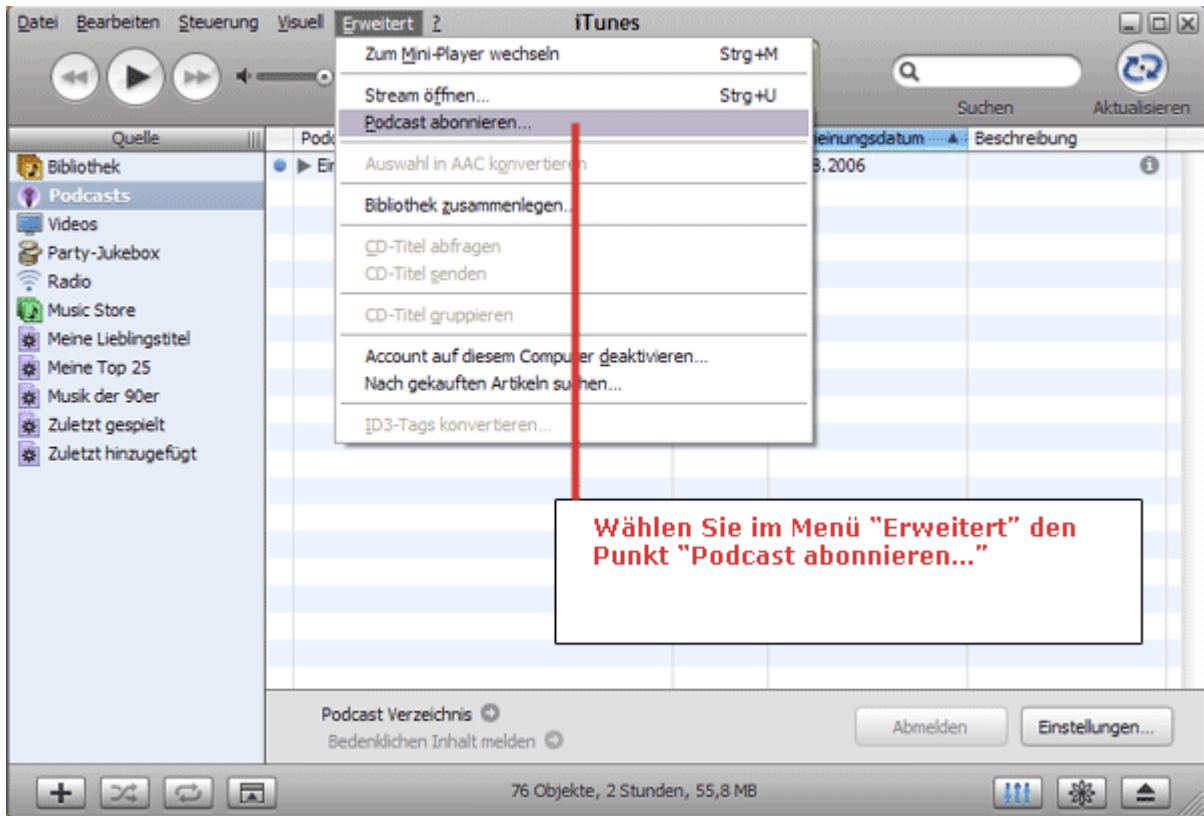 Datei Bearbeiten Steuerung Visuell Erweitert ? iTunes
Zum Mini-Player wechseln Strg+M
Stream öffnen... Strg+U
Podcast abonnieren...
Auswahl in AAC konvertieren
Bibliothek zusammenlegen...
CD-Titel abfragen
CD-Titel senden
CD-Titel gruppieren
Account auf diesem Computer deaktivieren...
Nach gekauften Artikeln suchen...
ID3-Tags konvertieren...
Suchen Aktualisieren
Quelle
Beschreibung
Bibliothek
Podcasts
Videos
Party-Jukebox
Radio
Music Store
Meine Lieblingstitel
Meine Top 25
Musik der 90er
Zuletzt gespielt
Zuletzt hinzugefügt
Wählen Sie im Menü "Erweitert" den
Punkt "Podcast abonnieren..."
Podcast Verzeichnis
Bedenklichen Inhalt melden
Abmelden Einstellungen...
76 Objekte, 2 Stunden, 55,8 MB